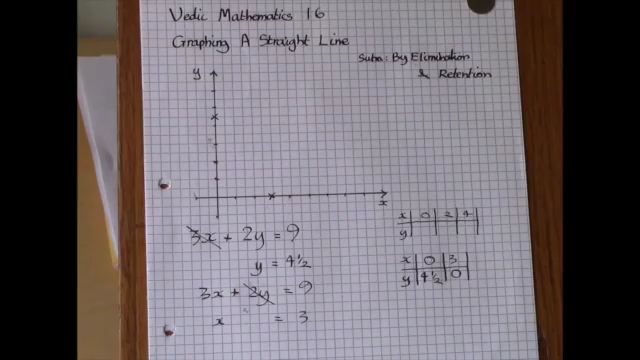 Vedic Mathematics 16
Graphing A Straight Line
Sutra: By Elimination
& Retention
y
x
3x + 2y = 9
y = 4½
3x + 2y = 9
x = 3
x 0 2 4
y
x 0 3
y 4½ 0